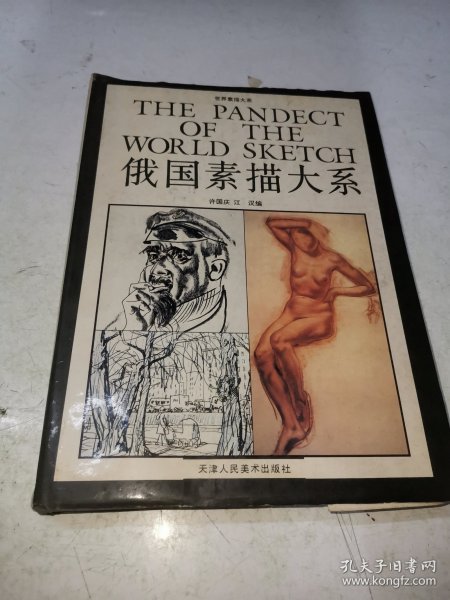 世界素描大系
THE PANDECT
OF THE
WORLD SKETCH
俄国素描大系
许国庆 江 汉编
天津人民美术出版社
孔夫子旧书网
www.kongfz.com